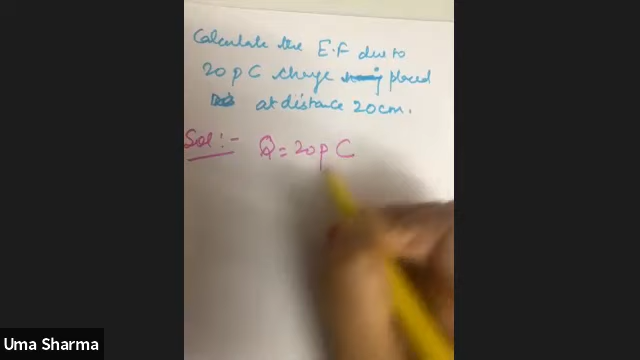 Calculate the E.F due to
20 p C charge placed
at distance 20cm.
Sol :- Q = 20 p C
Uma Sharma